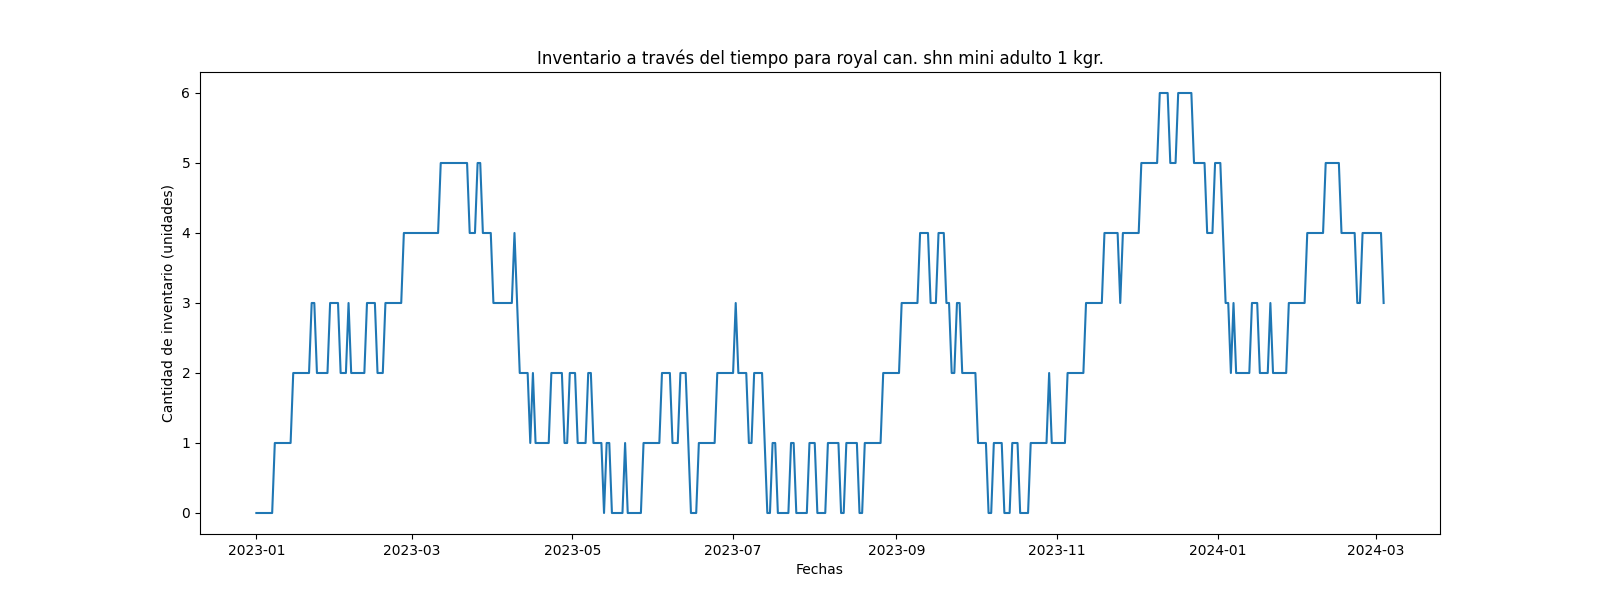 Inventario a través del tiempo para royal can. shn mini adulto 1 kgr.
Cantidad de inventario (unidades)
6
5
4
3
2
1
0
2023-01 2023-03 2023-05 2023-07 2023-09 2023-11 2024-01 2024-03
Fechas